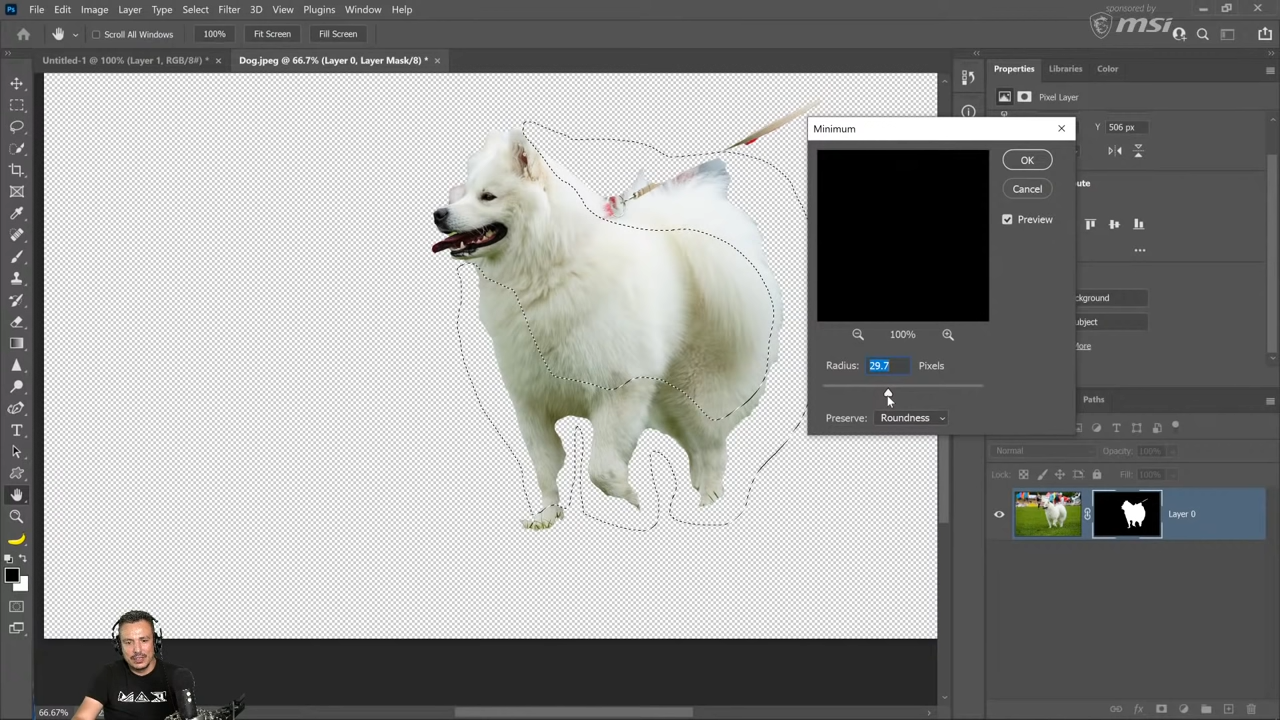 sponsored by
msi
Ps File Edit Image Layer Type Select Filter 3D View Plugins Window Help
Scroll All Windows 100% Fit Screen Fill Screen
Untitled-1 @ 100% (Layer 1, RGB/8#) * × Dog.jpeg @ 66.7% (Layer 0, Layer Mask/8) * ×
Properties Libraries Color
Pixel Layer
Y 506 px
Minimum
OK
Cancel
Preview
100%
Radius: 29.7 Pixels
Preserve: Roundness
ckground
ubject
Paths
Normal Opacity: 100%
Lock: Fill: 100%
Layer 0
66.67%